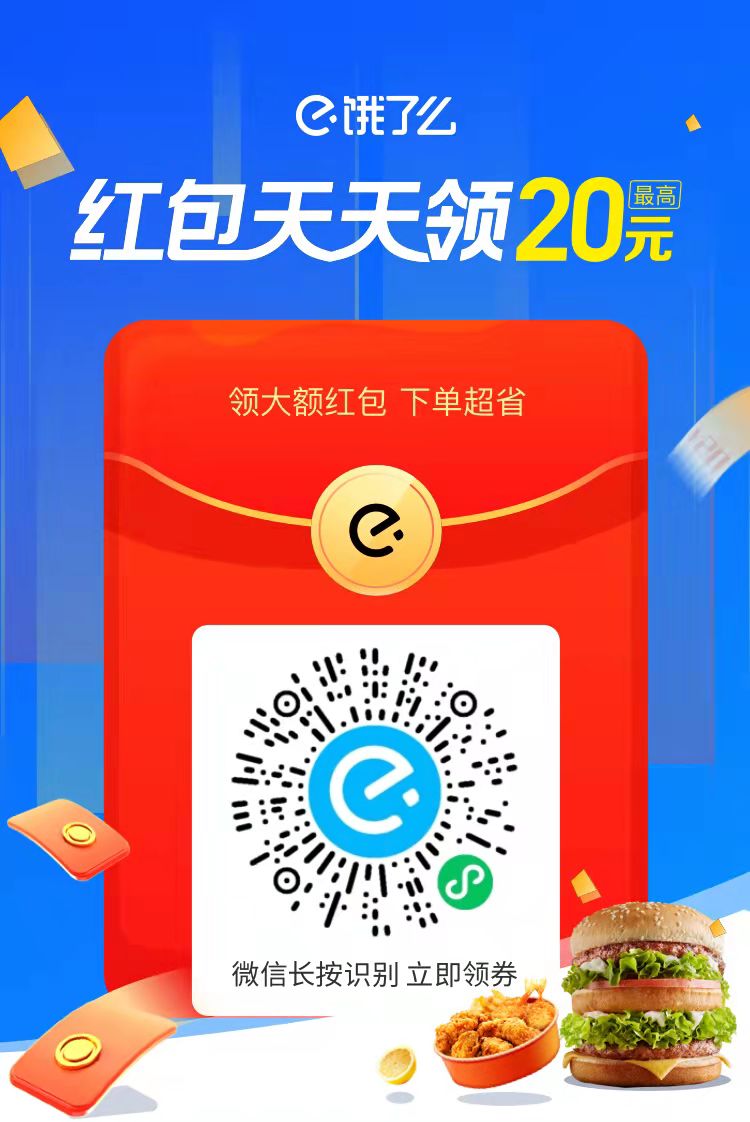 饿了么
红包天天领20元
最高
领大额红包 下单超省
微信长按识别 立即领券